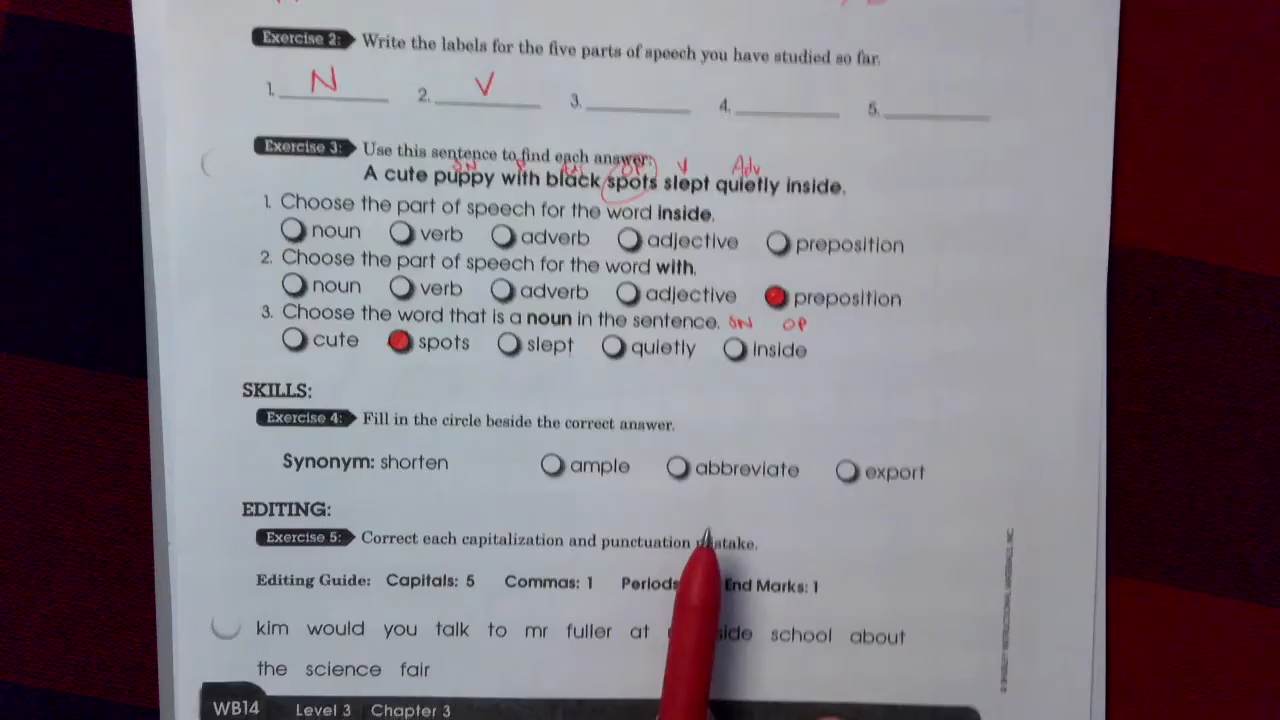 Exercise 2: Write the labels for the five parts of speech you have studied so far.
1. N 2. V 3. 4. 5.
Exercise 3: Use this sentence to find each answer.
SN P Adj OP V Adv
A cute puppy with black spots slept quietly inside.
1. Choose the part of speech for the word inside.
noun verb adverb adjective preposition
2. Choose the part of speech for the word with.
noun verb adverb adjective preposition
3. Choose the word that is a noun in the sentence. SN OP
cute spots slept quietly inside
SKILLS:
Exercise 4: Fill in the circle beside the correct answer.
Synonym: shorten ample abbreviate export
EDITING:
Exercise 5: Correct each capitalization and punctuation mistake.
Editing Guide: Capitals: 5 Commas: 1 Periods End Marks: 1
kim would you talk to mr fuller at school about
the science fair
WB14 Level 3 Chapter 3